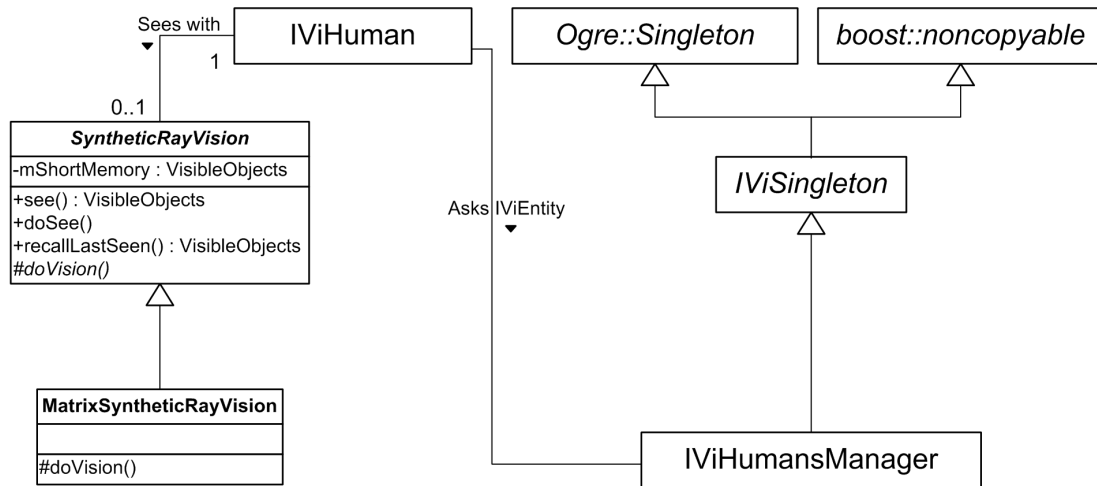 Sees with
1
IViHuman
Ogre::Singleton
boost::noncopyable
0..1
SyntheticRayVision
-mShortMemory : VisibleObjects
+see() : VisibleObjects
+doSee()
+recallLastSeen() : VisibleObjects
#doVision()
Asks IViEntity
IViSingleton
MatrixSyntheticRayVision
#doVision()
IViHumansManager